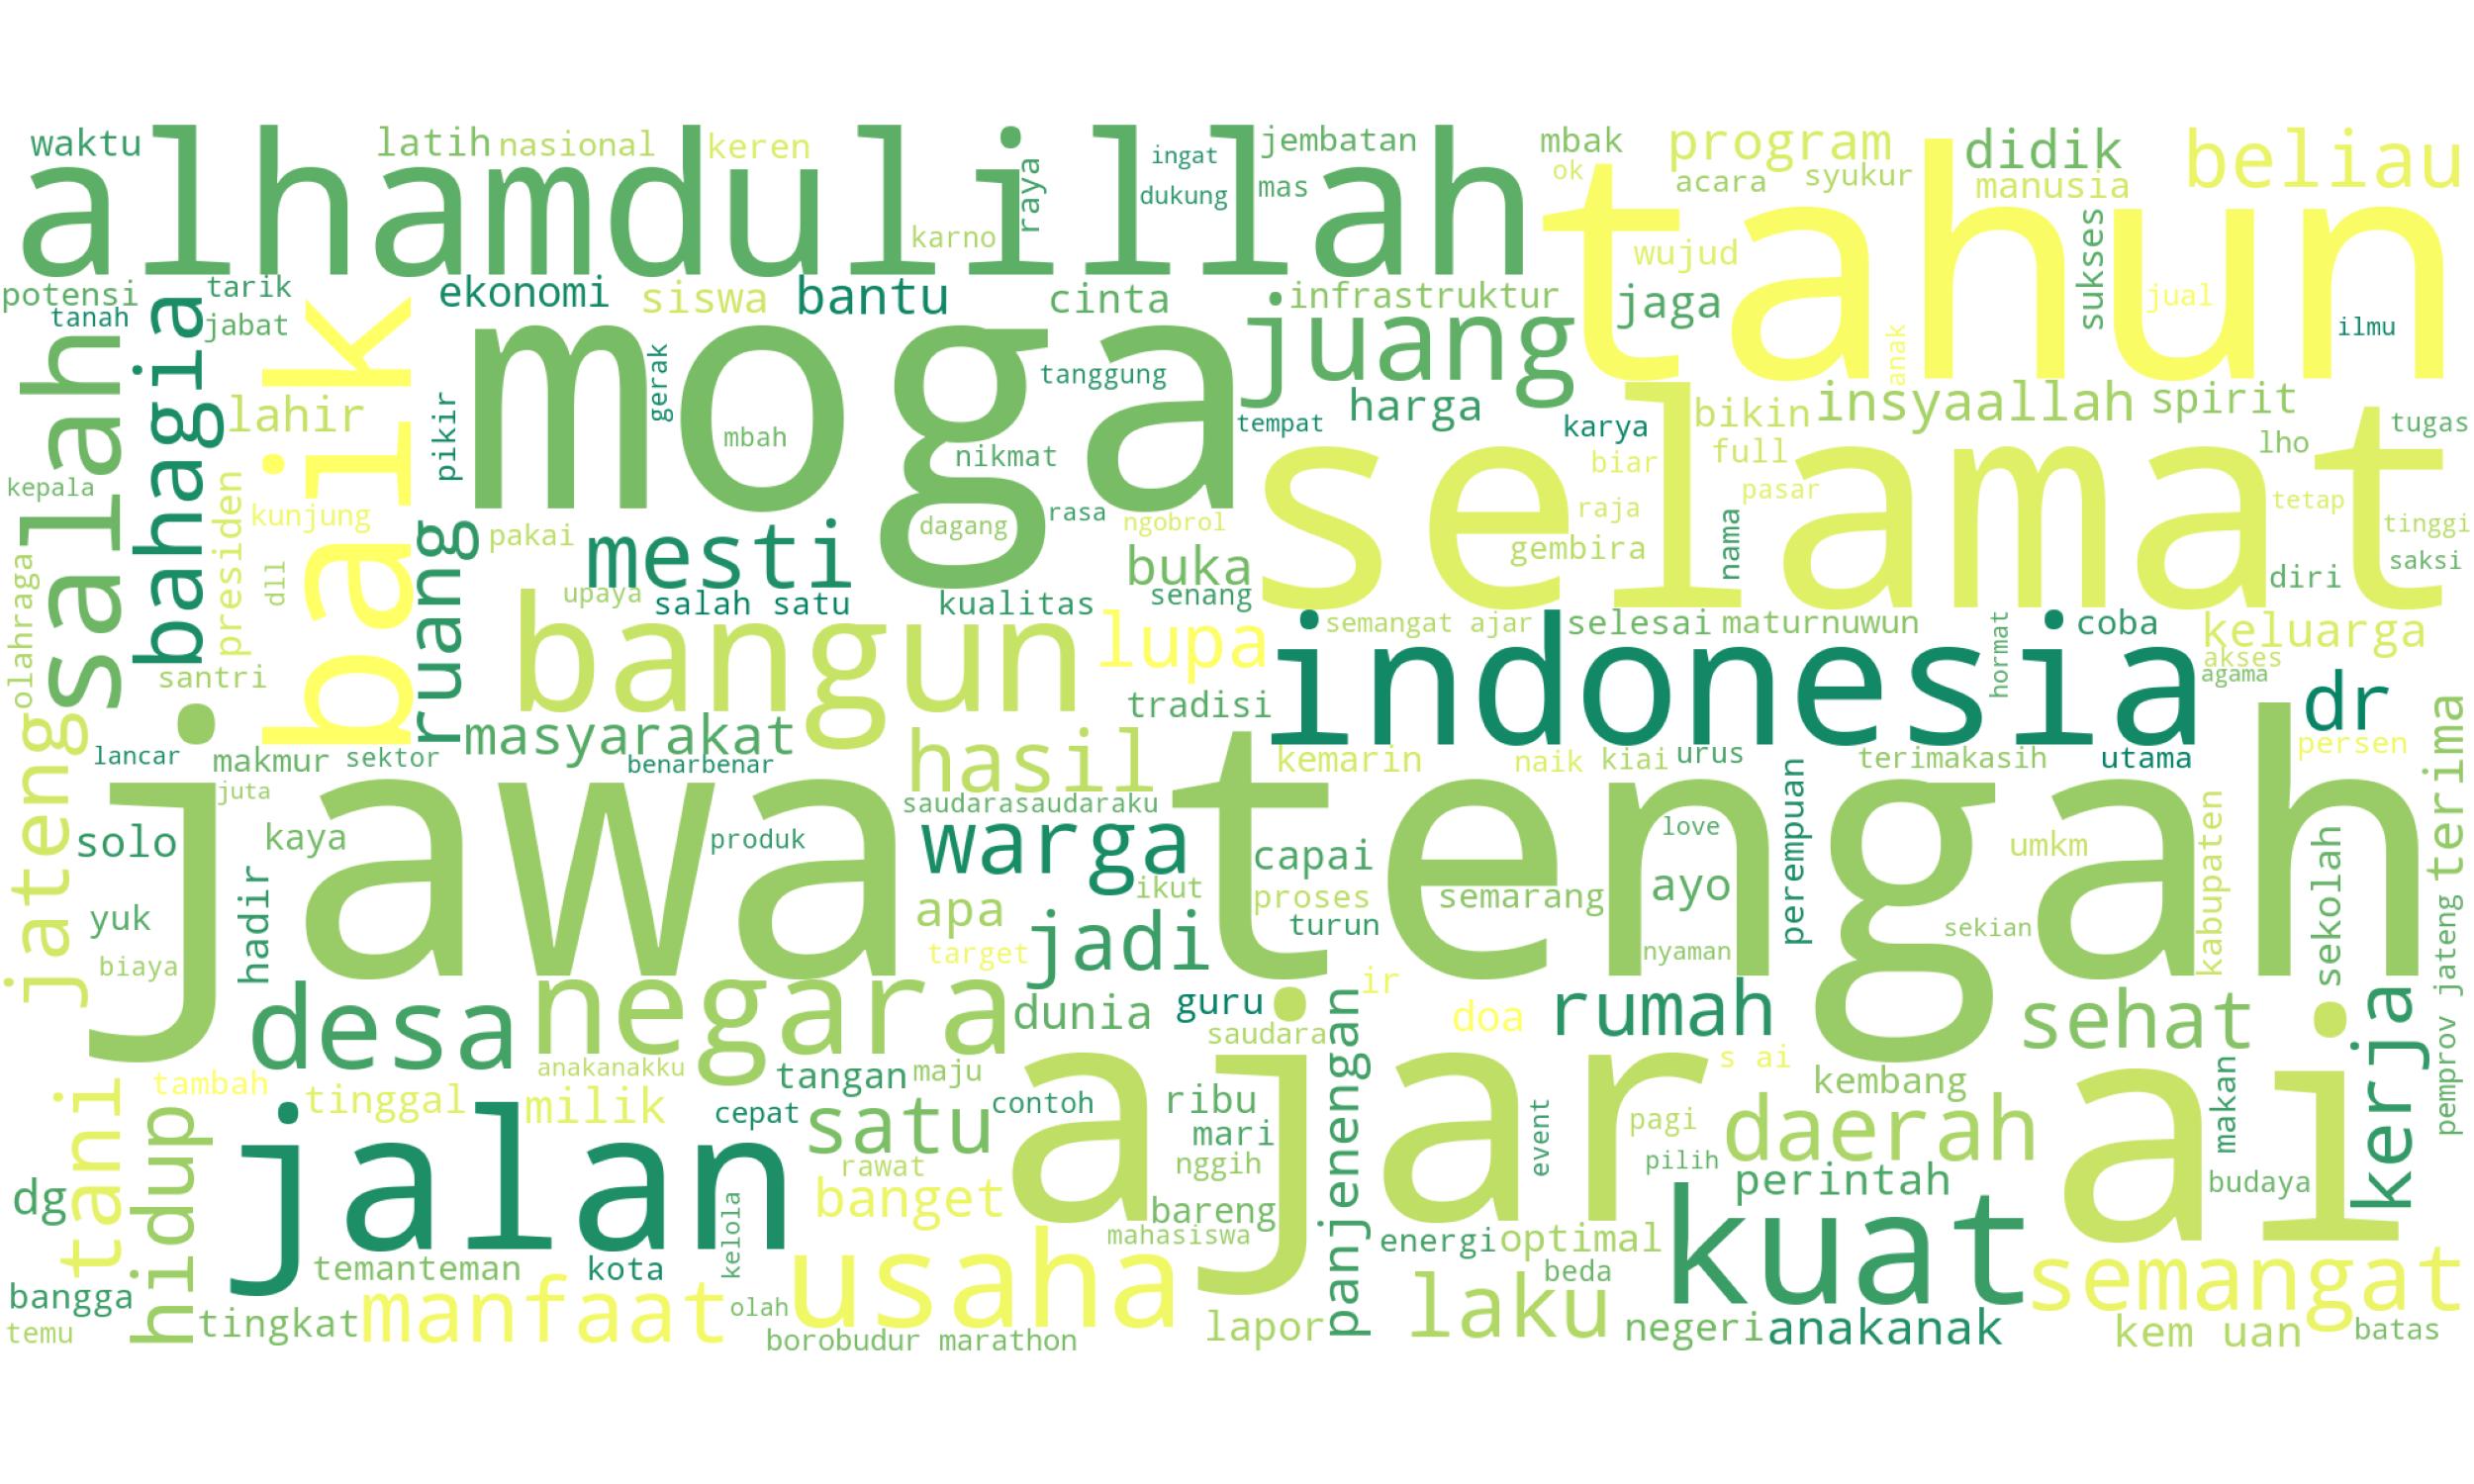 waktu
latih
nasional
keren
ingat
jembatan
mbak
program
didik
beliau
alhamdulillah
raya
dukung
mas
ok
acara
syukur
manusia
karno
tahun
wujud
sukses
jual
ilmu
anak
potensi
tarik
tanah
jabat
ekonomi
siswa
bantu
cinta
infrastruktur
jaga
salah
bahagia
baik
lahir
pikir
moga
gerak
mbah
tanggung
juang
tempat
harga
karya
bikin
insyaallah
spirit
tugas
nikmat
selamat
biar
full
lho
kepala
presiden
kunjung
pasar
raja
tetap
tinggi
dagang
rasa
ngobrol
nama
pakai
mesti
buka
gembira
saksi
diri
olahraga
dll
ruang
upaya
salah satu
kualitas
senang
bangun
lupa
semangat ajar
selesai
maturnuwun
hormat
coba
keluarga
akses
agama
santri
tradisi
indonesia
dr
jateng
masyarakat
hasil
lancar
makmur
sektor
benarbenar
kemarin
naik
kiai
urus
terimakasih
utama
persen
terima
juta
jawa tengah
saudarasaudaraku
solo
kaya
produk
warga
capai
love
perempuan
umkm
kabupaten
sekolah
hadir
yuk
apa
ikut
proses
semarang
ayo
turun
sekian
pemprov jateng
biaya
target
jadi
nyaman
ir
desa
negara
dunia
guru
saudara
panjenengan
doa
rumah
sehat
kerja
anakanakku
tangan
maju
ajar
s ai
ai
tani
tambah
hidup
tinggal
milik
cepat
satu
contoh
ribu
mari
event
pagi
kembang
daerah
makan
jalan
rawat
nggih
pilih
perintah
budaya
dg
banget
bareng
mahasiswa
kelola
energi
optimal
kuat
temanteman
kota
usaha
beda
semangat
bangga
temu
tingkat
manfaat
olah
borobudur marathon
lapor
laku
negeri
anakanak
kem uan
batas